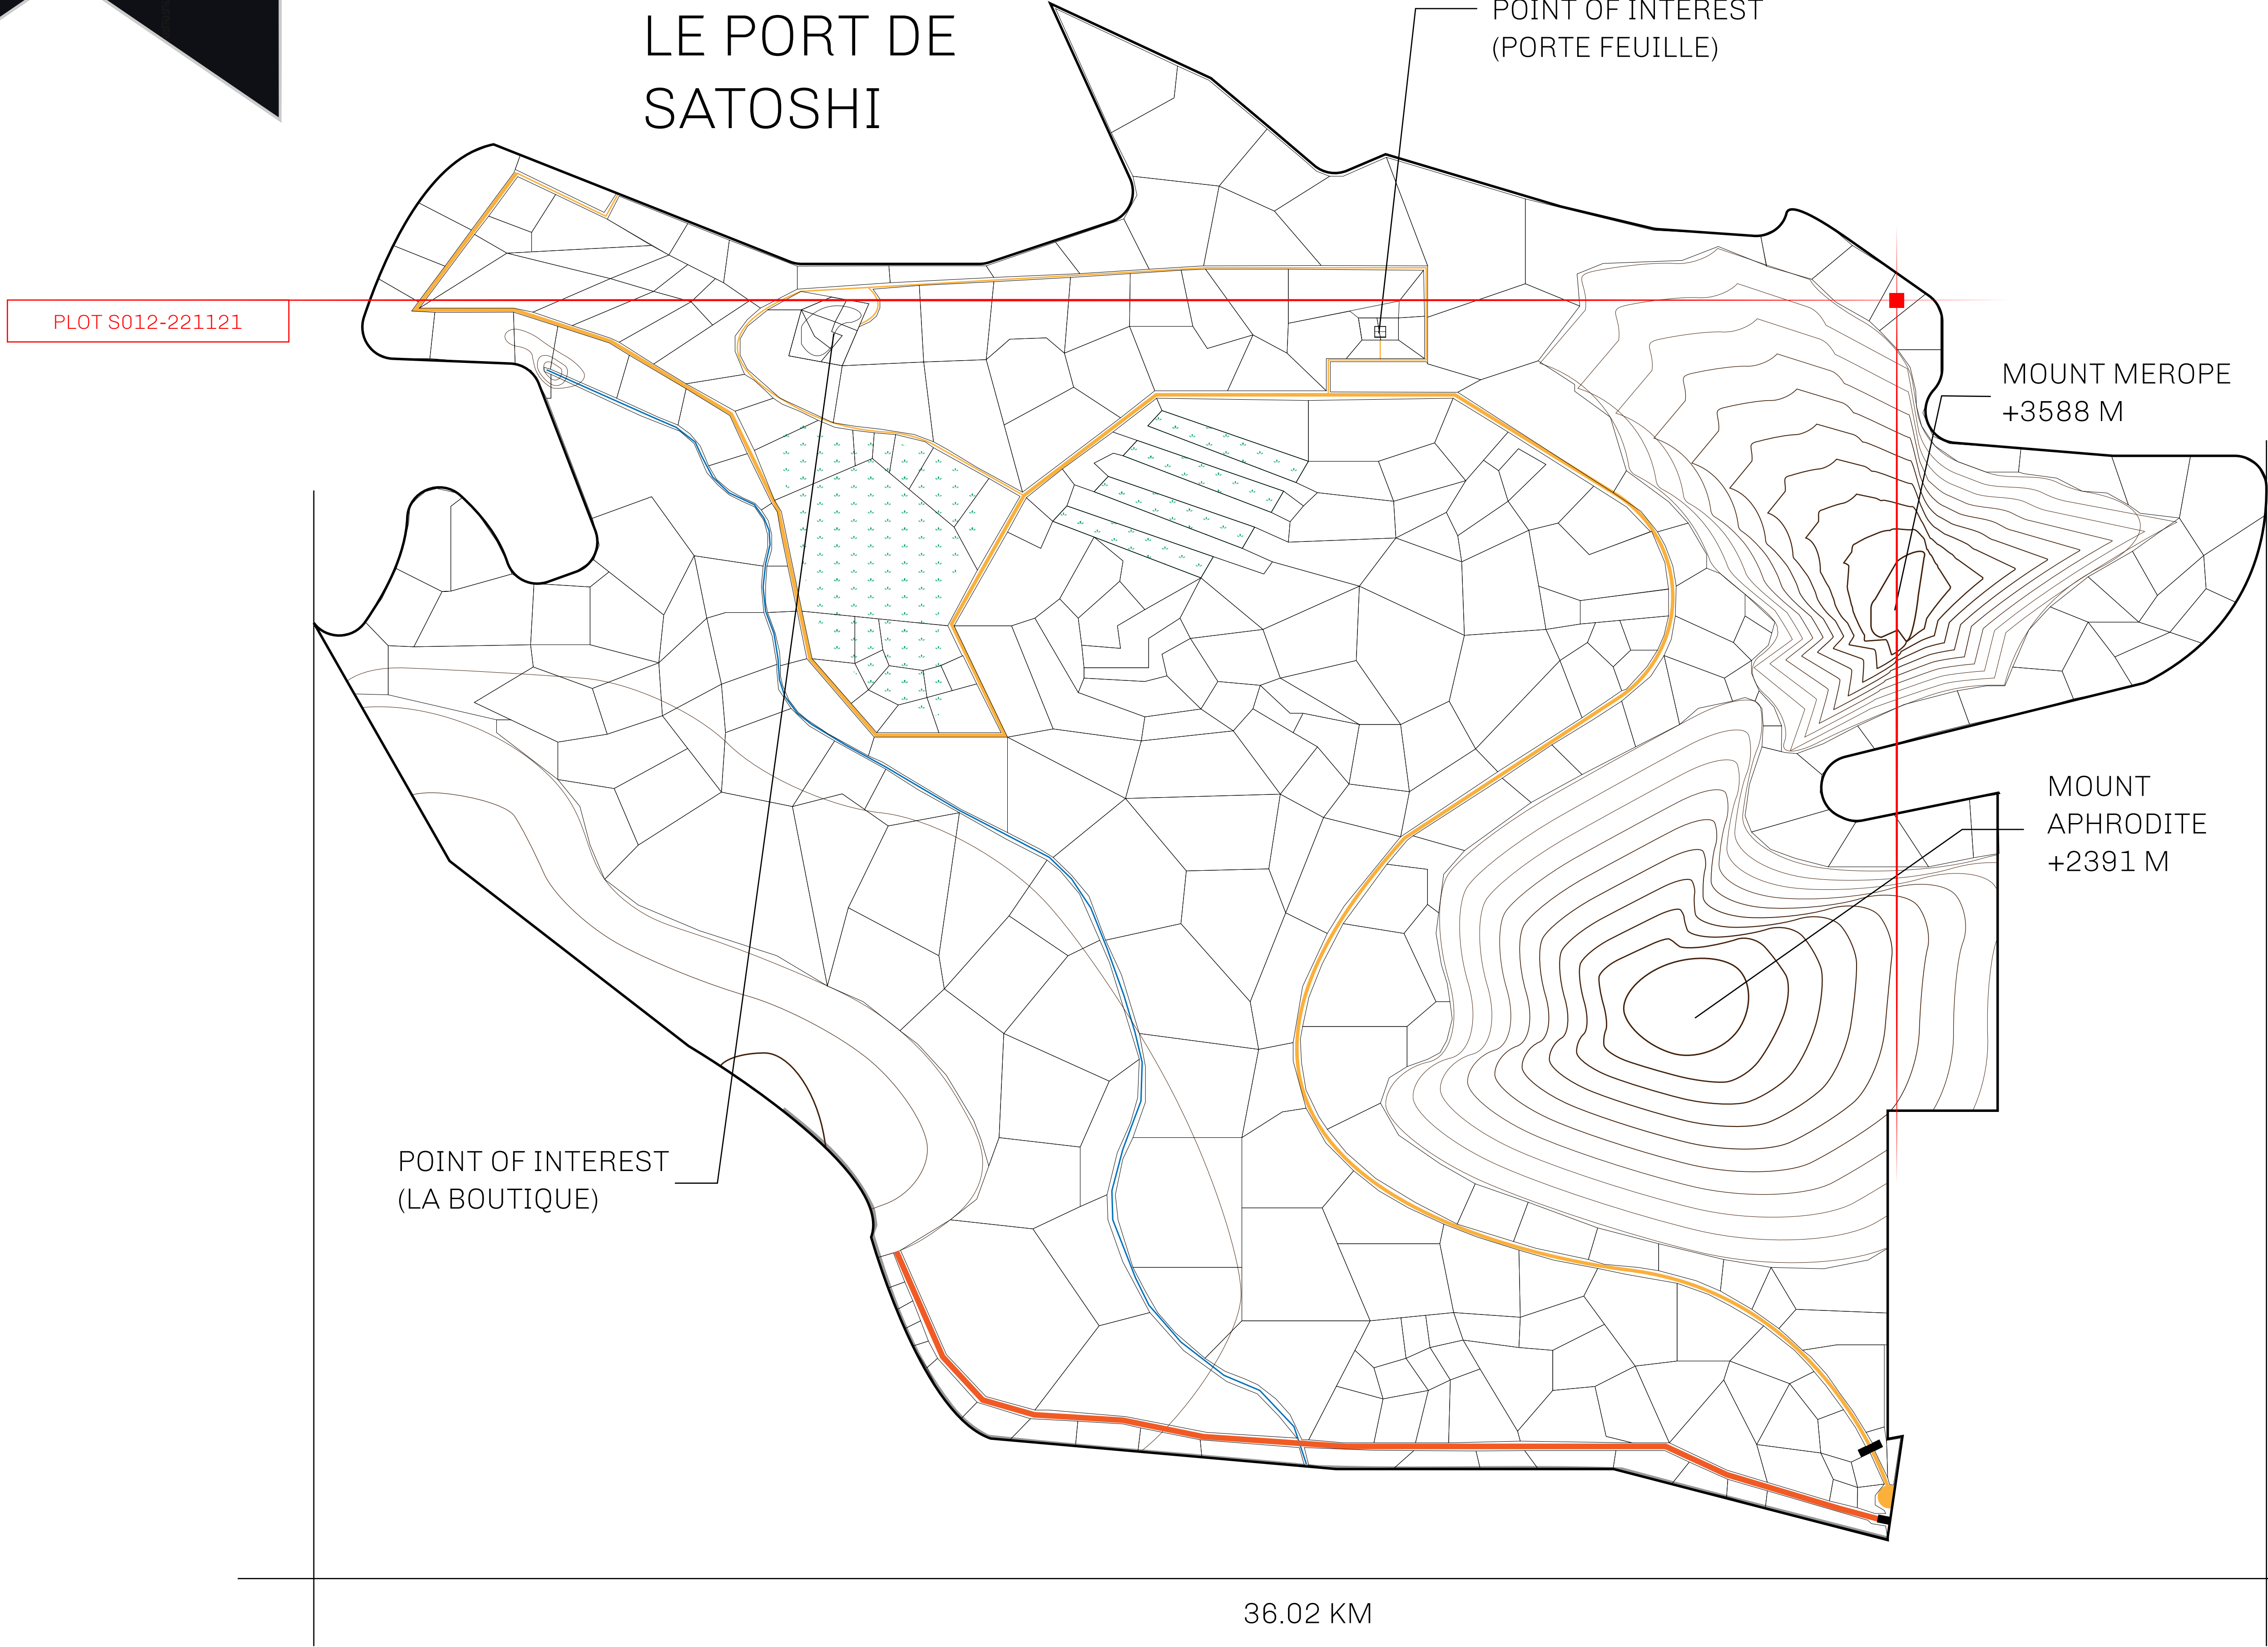 LE PORT DE
SATOSHI
POINT OF INTEREST
(PORTE FEUILLE)
PLOT S012-221121
MOUNT MEROPE
+3588 M
MOUNT
APHRODITE
+2391 M
POINT OF INTEREST
(LA BOUTIQUE)
36.02 KM